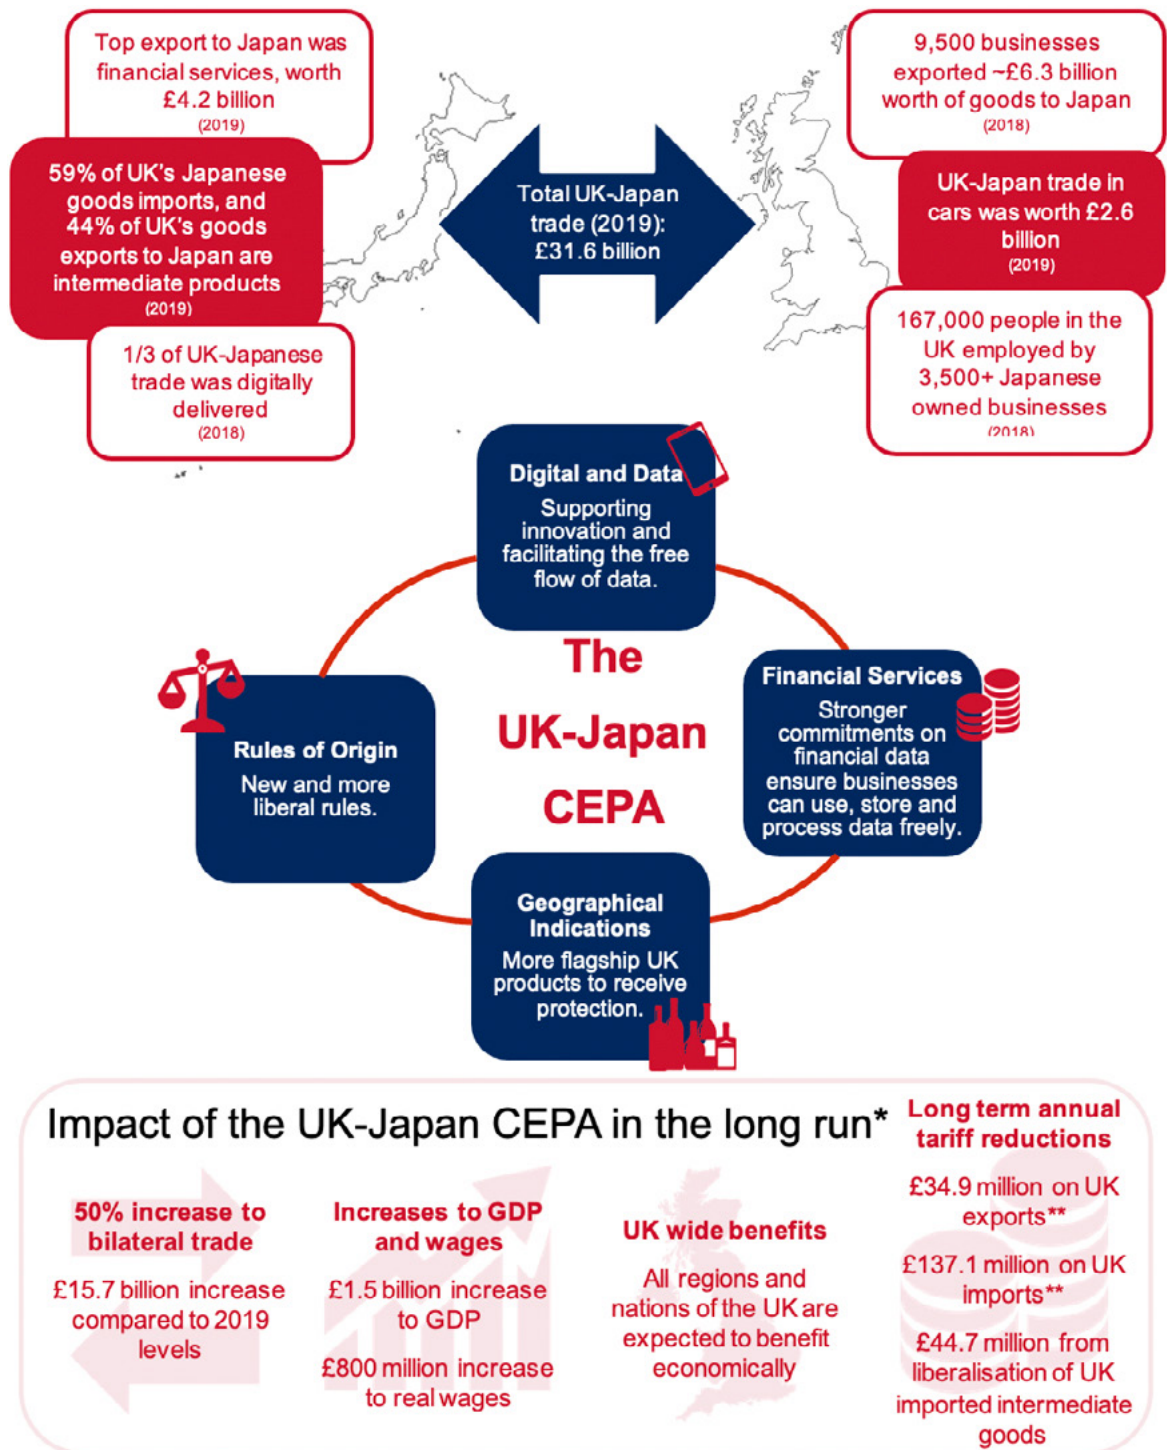 Top export to Japan was
financial services, worth
£4.2 billion
(2019)
59% of UK's Japanese
goods imports, and
44% of UK's goods
exports to Japan are
intermediate products
(2019)
1/3 of UK-Japanese
trade was digitally
delivered
(2018)
Total UK-Japan
trade (2019):
£31.6 billion
9,500 businesses
exported ~£6.3 billion
worth of goods to Japan
(2018)
UK-Japan trade in
cars was worth £2.6
billion
(2019)
167,000 people in the
UK employed by
3,500+ Japanese
owned businesses
(2018)
Digital and Data
Supporting
innovation and
facilitating the free
flow of data.
The
UK-Japan
CEPA
Rules of Origin
New and more
liberal rules.
Financial Services
Stronger
commitments on
financial data
ensure businesses
can use, store and
process data freely.
Geographical
Indications
More flagship UK
products to receive
protection.
Impact of the UK-Japan CEPA in the long run*
50% increase to
bilateral trade
£15.7 billion increase
compared to 2019
levels
Increases to GDP
and wages
£1.5 billion increase
to GDP
£800 million increase
to real wages
UK wide benefits
All regions and
nations of the UK are
expected to benefit
economically
Long term annual
tariff reductions
£34.9 million on UK
exports**
£137.1 million on UK
imports**
£44.7 million from
liberalisation of UK
imported intermediate
goods